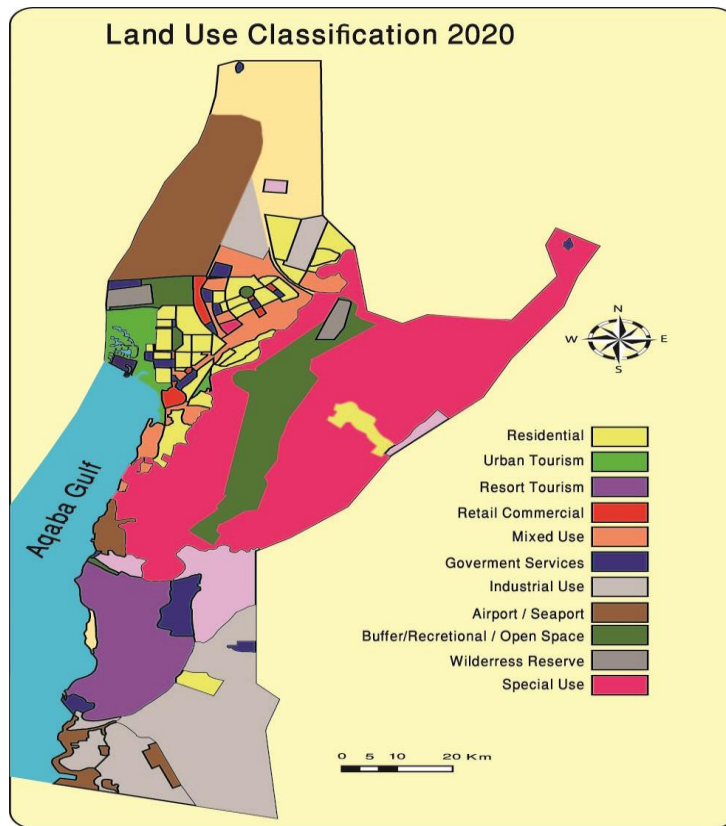 Land Use Classification 2020
N
W E
S
Aqaba Gulf
Residential
Urban Tourism
Resort Tourism
Retail Commercial
Mixed Use
Goverment Services
Industrial Use
Airport / Seaport
Buffer/Recretional / Open Space
Wilderress Reserve
Special Use
0 5 10 20 Km